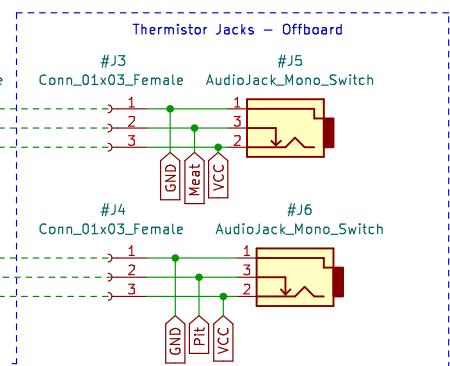 Thermistor Jacks – Offboard
#J3
#J5
Conn_01x03_Female
AudioJack_Mono_Switch
1
1
2
3
3
2
GND
Meat
VCC
#J4
#J6
Conn_01x03_Female
AudioJack_Mono_Switch
1
1
2
3
3
2
GND
Pit
VCC